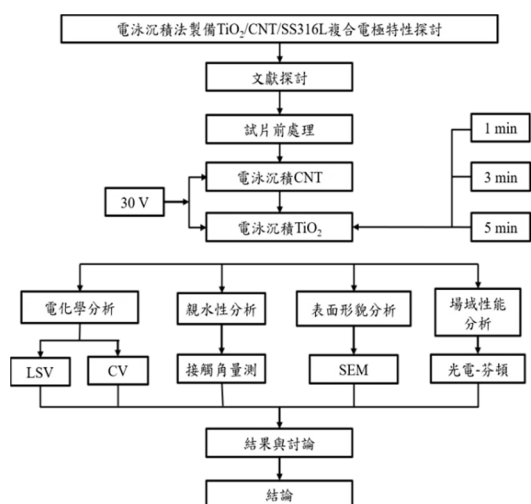 電泳沉積法製備TiO₂/CNT/SS316L複合電極特性探討
文獻探討
試片前處理
1 min
電泳沉積CNT
3 min
30 V
電泳沉積TiO₂
5 min
電化學分析
親水性分析
表面形貌分析
場域性能
分析
LSV
CV
接觸角量測
SEM
光電-芬頓
結果與討論
結論